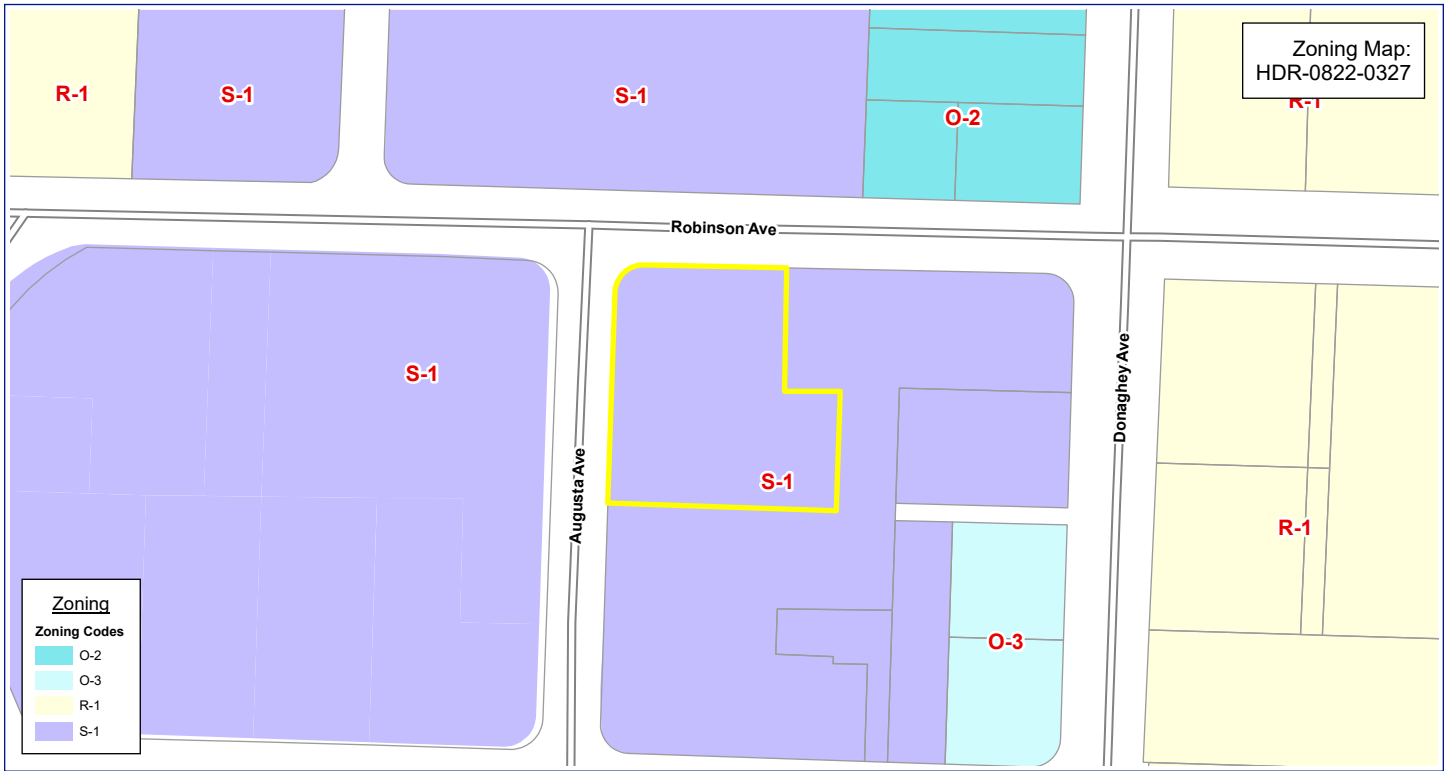 Zoning Map:
HDR-0822-0327
R-1
S-1
S-1
O-2
R-1
Robinson Ave
S-1
Augusta Ave
S-1
Donaghey Ave
R-1
O-3
Zoning
Zoning Codes
O-2
O-3
R-1
S-1